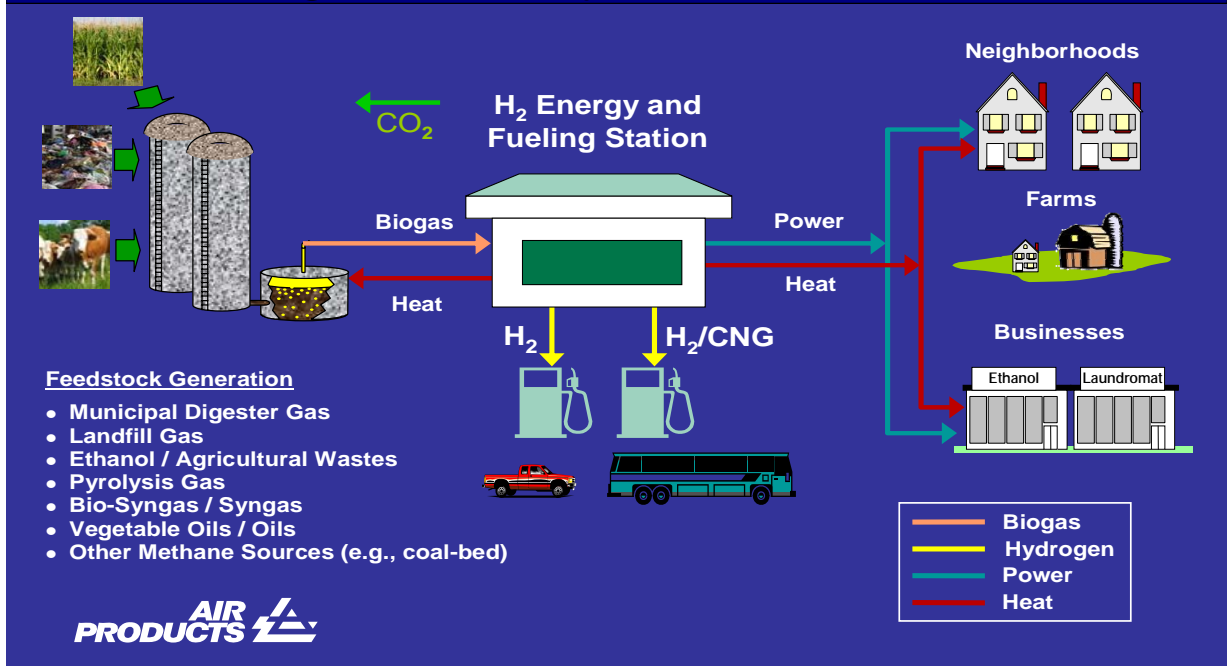 Neighborhoods
H2 Energy and
Fueling Station
CO2
Farms
Biogas
Power
Heat
Heat
Businesses
H2
H2/CNG
Ethanol
Laundromat
Feedstock Generation
● Municipal Digester Gas
● Landfill Gas
● Ethanol / Agricultural Wastes
● Pyrolysis Gas
● Bio-Syngas / Syngas
● Vegetable Oils / Oils
● Other Methane Sources (e.g., coal-bed)
Biogas
Hydrogen
Power
Heat
AIR
PRODUCTS